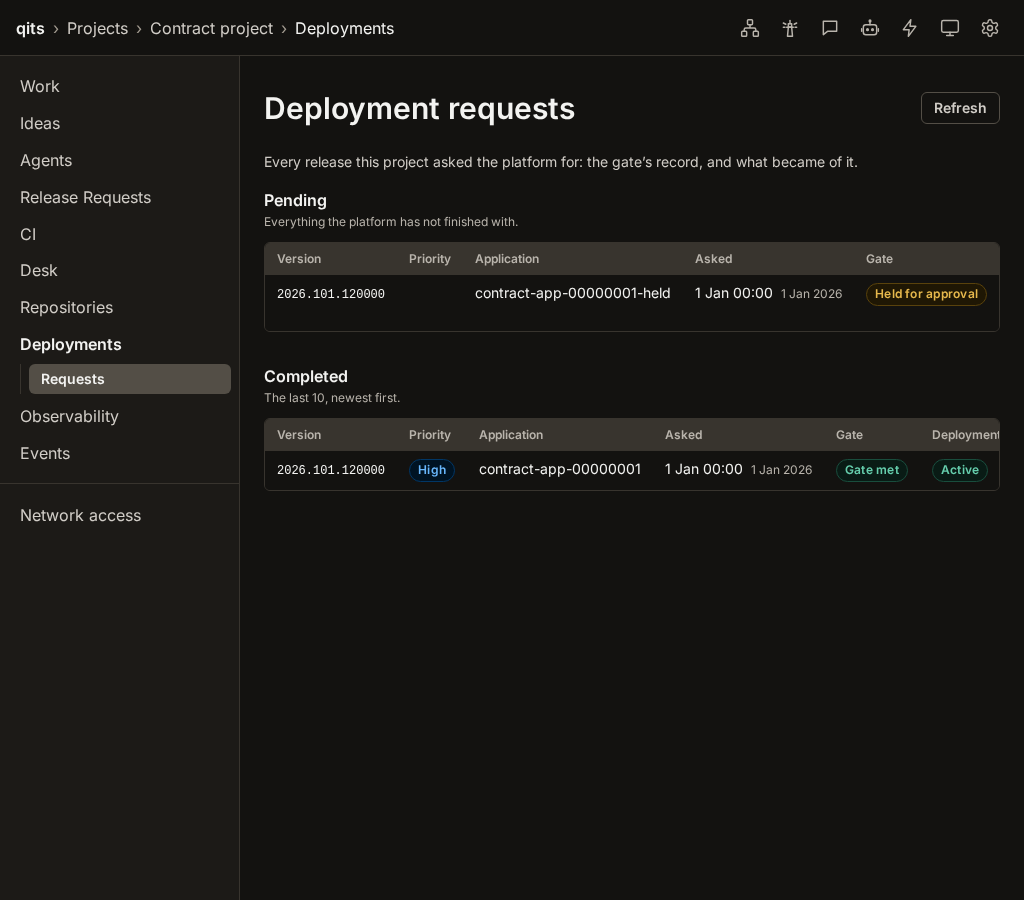 qits › Projects › Contract project › Deployments
Work
Ideas
Agents
Release Requests
CI
Desk
Repositories
Deployments
Requests
Observability
Events
Network access
Deployment requests
Refresh
Every release this project asked the platform for: the gate’s record, and what became of it.
Pending
Everything the platform has not finished with.
Version Priority Application Asked Gate
2026.101.120000 contract-app-00000001-held 1 Jan 00:00 1 Jan 2026 Held for approval
Completed
The last 10, newest first.
Version Priority Application Asked Gate Deployment
2026.101.120000 High contract-app-00000001 1 Jan 00:00 1 Jan 2026 Gate met Active